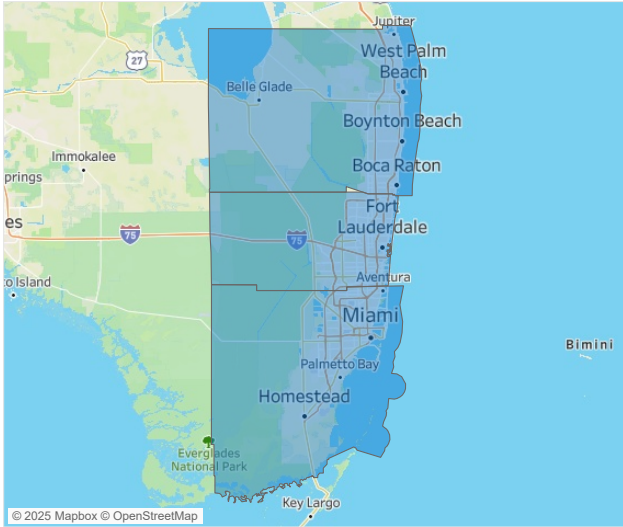 Jupiter
27
West Palm
Beach
Belle Glade
Boynton Beach
Immokalee
Boca Raton
prings
Fort
Lauderdale
es
75
75
Aventura
co Island
Miami
Bimini
Palmetto Bay
Homestead
Everglades
National Park
Key Largo
© 2025 Mapbox © OpenStreetMap